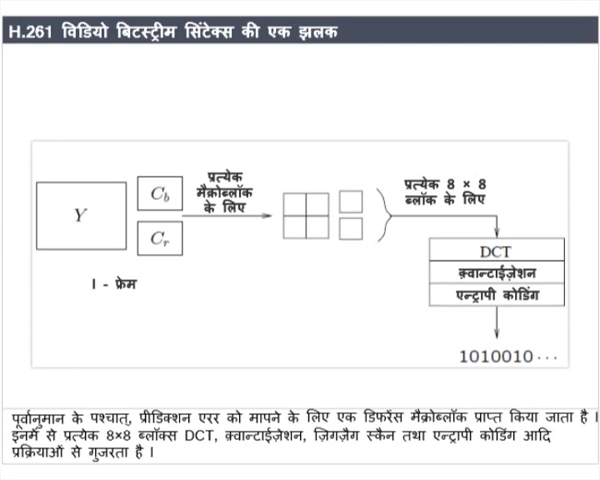 H.261 विडियो बिटस्ट्रीम सिंटेक्स की एक झलक
Y
Cb
Cr
I - फ्रेम
प्रत्येक
मैक्रोब्लॉक
के लिए
प्रत्येक 8 × 8
ब्लॉक के लिए
DCT
क़्वान्टाईज़ेशन
एन्ट्रापी कोडिंग
1010010···
पूर्वानुमान के पश्चात्, प्रीडिक्शन एरर को मापने के लिए एक डिफरेंस मैक्रोब्लॉक प्राप्त किया जाता है ।
इनमें से प्रत्येक 8×8 ब्लॉक्स DCT, क़्वान्टाईज़ेशन, ज़िगज़ैग स्कैन तथा एन्ट्रापी कोडिंग आदि
प्रक्रियाओं से गुजरता है ।